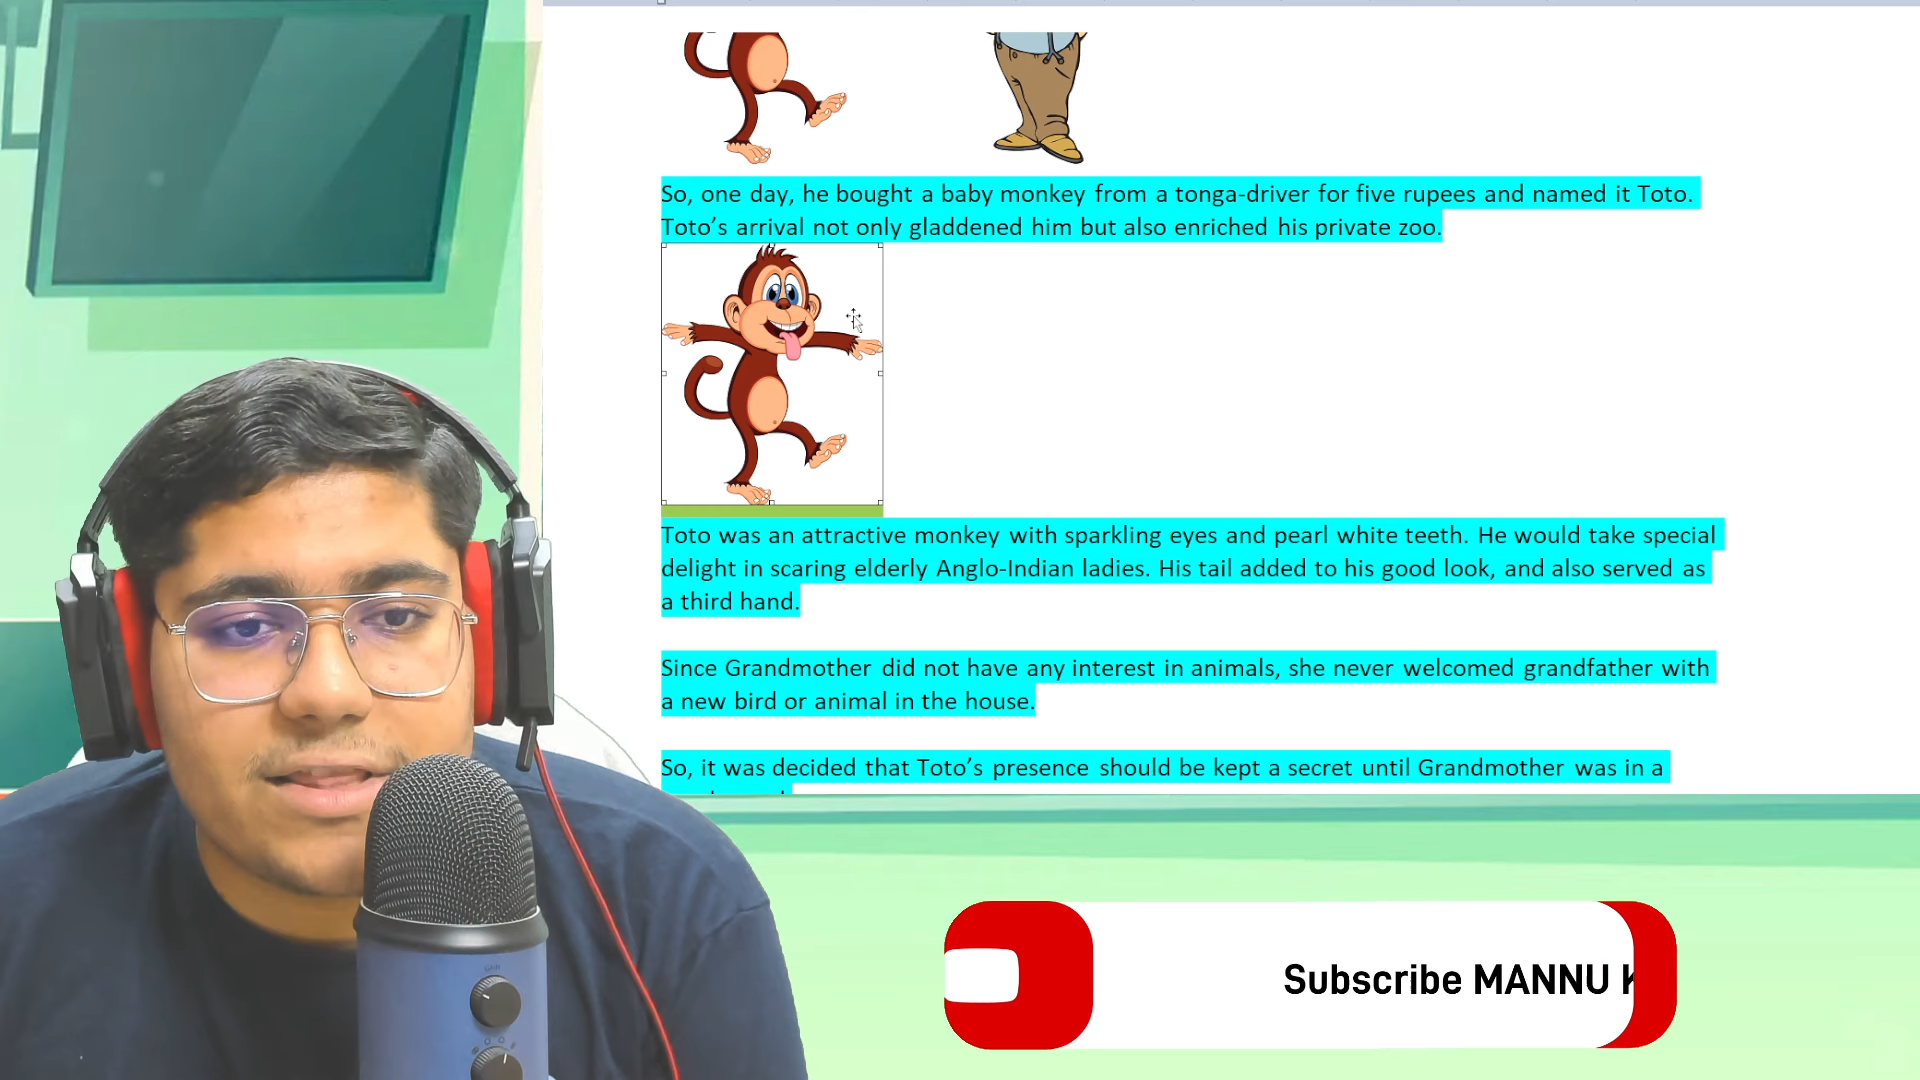 So, one day, he bought a baby monkey from a tonga-driver for five rupees and named it Toto.
Toto’s arrival not only gladdened him but also enriched his private zoo.
Toto was an attractive monkey with sparkling eyes and pearl white teeth. He would take special
delight in scaring elderly Anglo-Indian ladies. His tail added to his good look, and also served as
a third hand.
Since Grandmother did not have any interest in animals, she never welcomed grandfather with
a new bird or animal in the house.
So, it was decided that Toto’s presence should be kept a secret until Grandmother was in a
GAIN
Subscribe MANNU